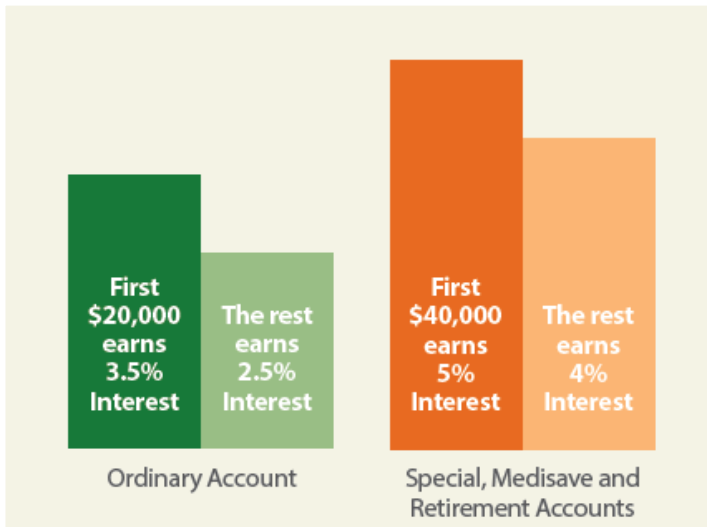 First
$20,000
earns
3.5%
Interest
The rest
earns
2.5%
Interest
Ordinary Account
First
$40,000
earns
5%
Interest
The rest
earns
4%
Interest
Special, Medisave and
Retirement Accounts